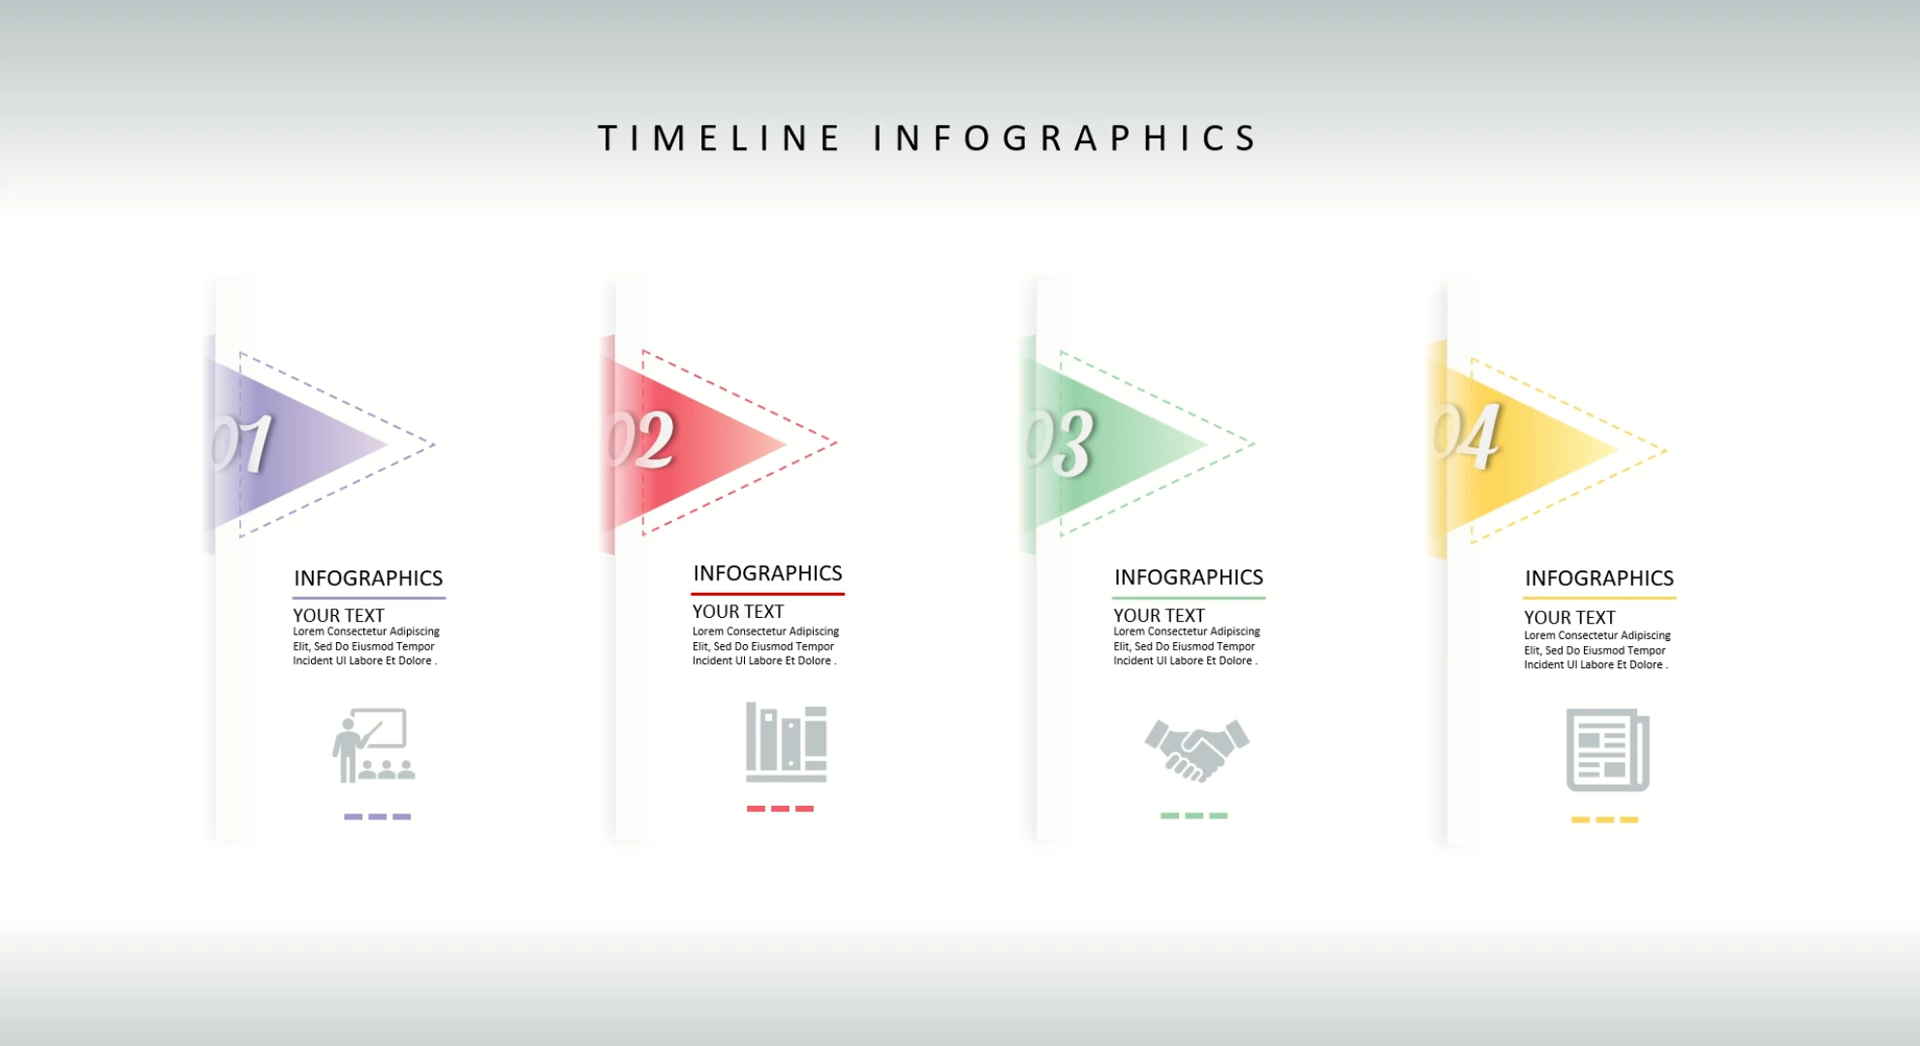 TIMELINE INFOGRAPHICS
01
INFOGRAPHICS
YOUR TEXT
Lorem Consectetur Adipiscing
Elit, Sed Do Eiusmod Tempor
Incident Ul Labore Et Dolore .
02
INFOGRAPHICS
YOUR TEXT
Lorem Consectetur Adipiscing
Elit, Sed Do Eiusmod Tempor
Incident Ul Labore Et Dolore .
03
INFOGRAPHICS
YOUR TEXT
Lorem Consectetur Adipiscing
Elit, Sed Do Eiusmod Tempor
Incident Ul Labore Et Dolore .
04
INFOGRAPHICS
YOUR TEXT
Lorem Consectetur Adipiscing
Elit, Sed Do Eiusmod Tempor
Incident Ul Labore Et Dolore .